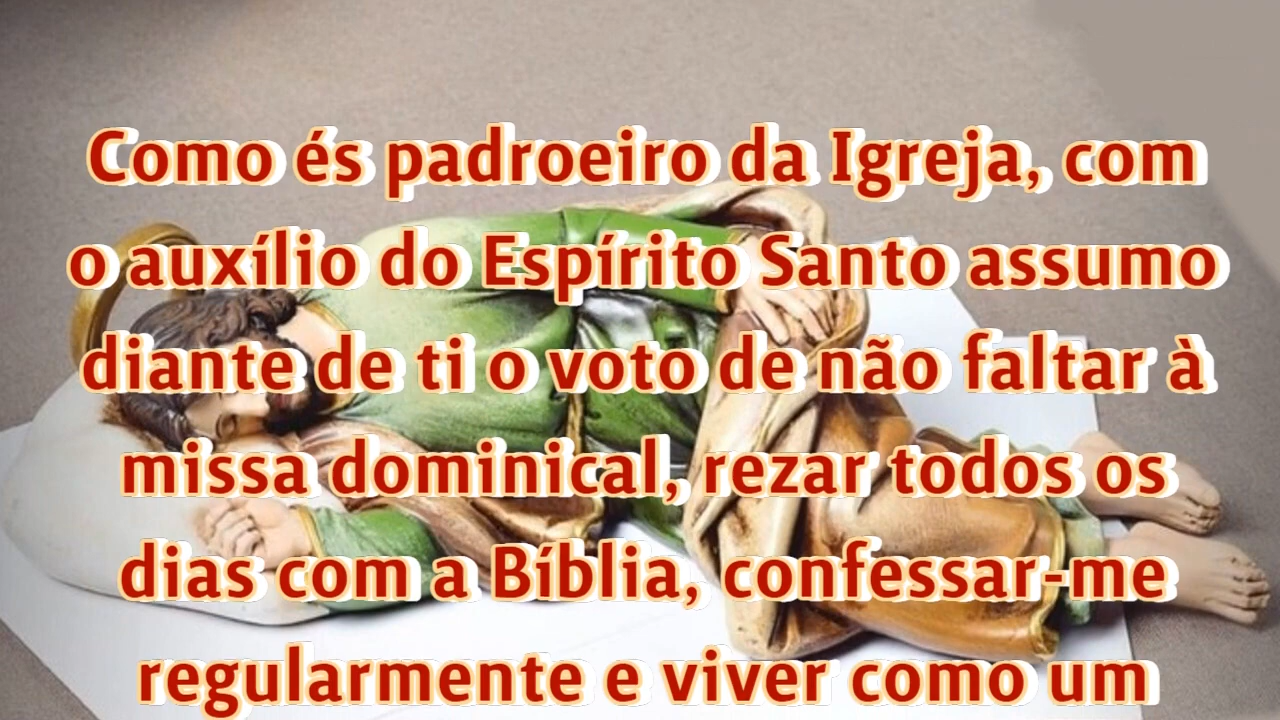 Como és padroeiro da Igreja, com
o auxílio do Espírito Santo assumo
diante de ti o voto de não faltar à
missa dominical, rezar todos os
dias com a Bíblia, confessar-me
regularmente e viver como um